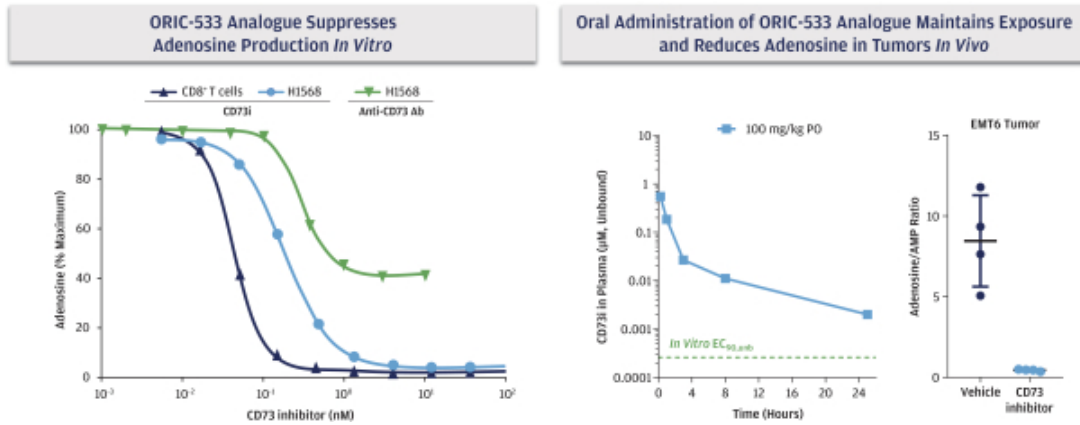 ORIC-533 Analogue Suppresses
Adenosine Production In Vitro
CD8+ T cells
H1568
H1568
CD73i
Anti-CD73 Ab
Adenosine (% Maximum)
100
80
60
40
20
0
10-3
10-2
10-1
100
101
102
CD73 inhibitor (nM)
Oral Administration of ORIC-533 Analogue Maintains Exposure
and Reduces Adenosine in Tumors In Vivo
100 mg/kg PO
CD73i in Plasma (µM, Unbound)
10
1
0.1
0.01
0.001
0.0001
In Vitro EC90,unb
0
4
8
12
16
20
24
Time (Hours)
EMT6 Tumor
Adenosine/AMP Ratio
15
10
5
0
Vehicle
CD73
inhibitor